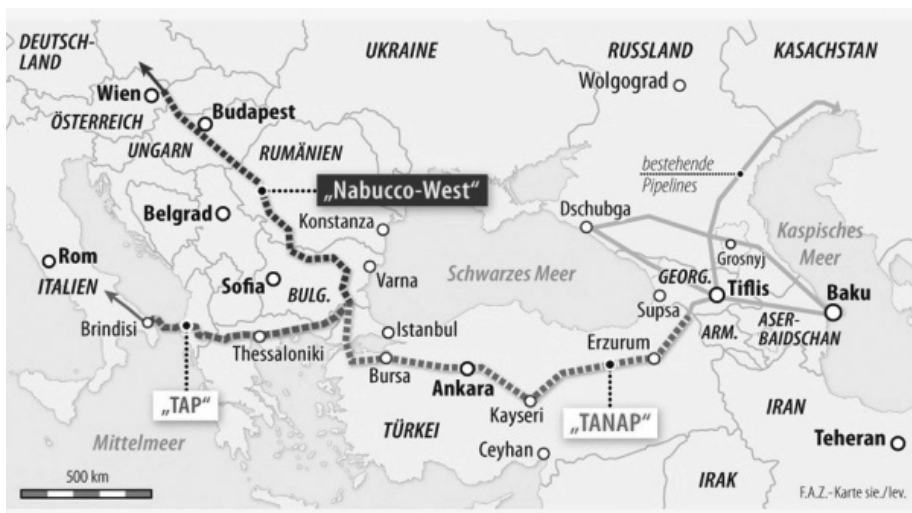 DEUTSCH-
LAND
UKRAINE
RUSSLAND
KASACHSTAN
Wolgograd
Wien
ÖSTERREICH
Budapest
UNGARN
RUMÄNIEN
bestehende
Pipelines
„Nabucco-West“
Belgrad
Konstanza
Dschubga
Kaspisches
Meer
Grosnyj
Rom
ITALIEN
Sofia
BULG.
Varna
Schwarzes Meer
GEORG.
Tiflis
Supsa
Baku
ASER-
BAIDSCHAN
ARM.
Brindisi
Thessaloniki
Istanbul
Erzurum
Bursa
Ankara
„TAP“
Kayseri
„TANAP“
IRAN
Mittelmeer
TÜRKEI
Ceyhan
Teheran
500 km
IRAK
F.A.Z.-Karte sie./lev.